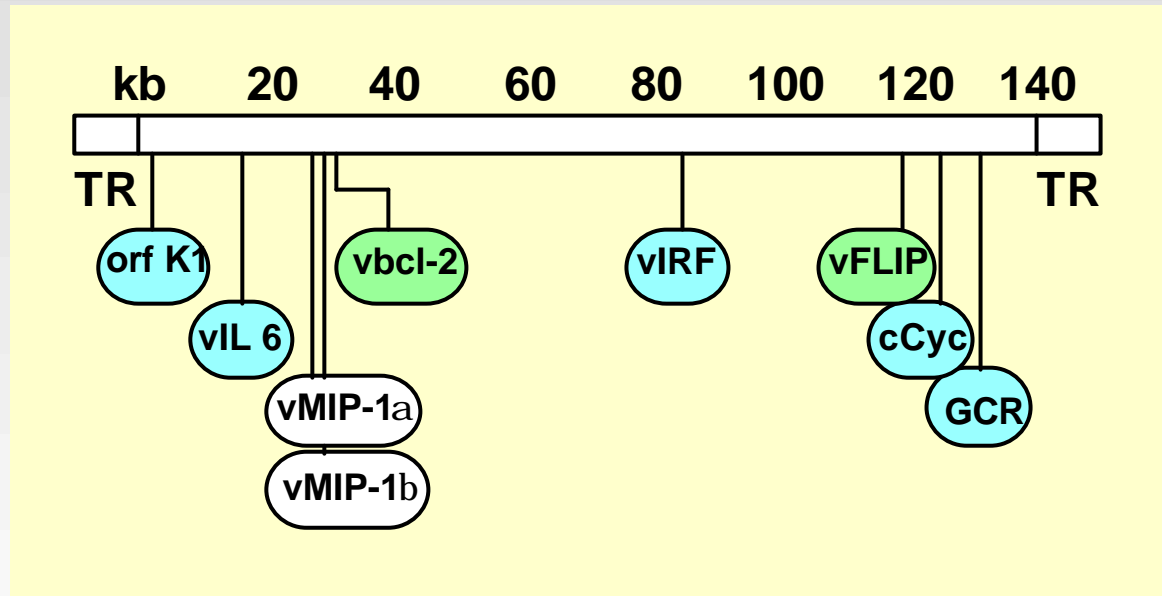 kb 20 40 60 80 100 120 140
TR TR
orf K1 vbcl-2 vIRF vFLIP
vIL 6 cCyc
vMIP-1a GCR
vMIP-1b